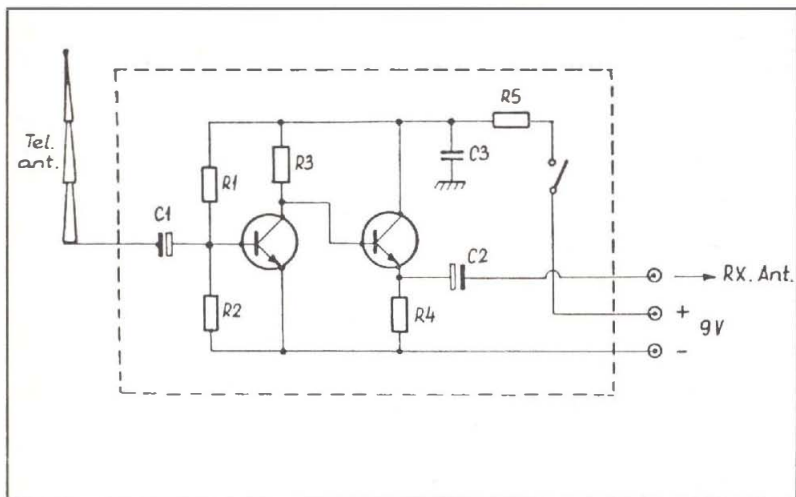 Tel.
ant.
C1
R1
R2
R3
R4
C2
C3
R5
RX. Ant.
+
9V
-